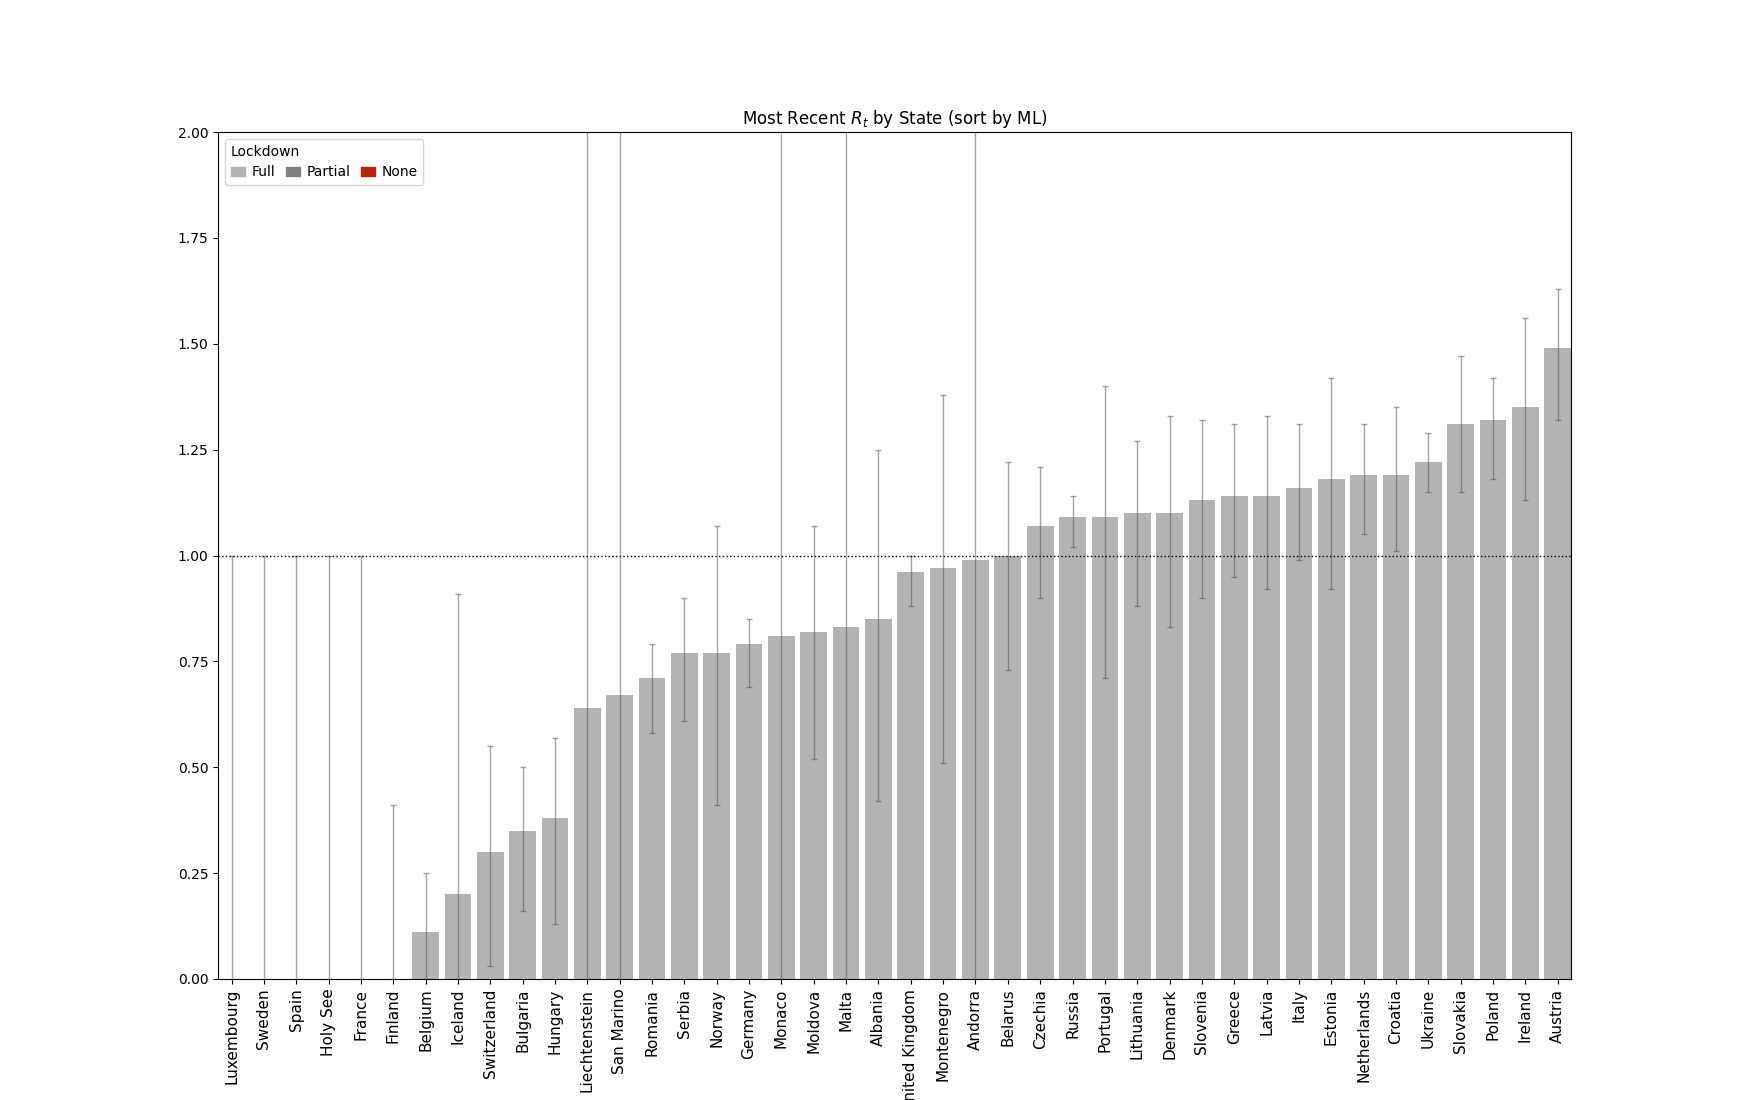 Most Recent R_t by State (sort by ML)
Lockdown
Full Partial None
2.00
1.75
1.50
1.25
1.00
0.75
0.50
0.25
0.00
Luxembourg
Sweden
Spain
Holy See
France
Finland
Belgium
Iceland
Switzerland
Bulgaria
Hungary
Liechtenstein
San Marino
Romania
Serbia
Norway
Germany
Monaco
Moldova
Malta
Albania
nited Kingdom
Montenegro
Andorra
Belarus
Czechia
Russia
Portugal
Lithuania
Denmark
Slovenia
Greece
Latvia
Italy
Estonia
Netherlands
Croatia
Ukraine
Slovakia
Poland
Ireland
Austria